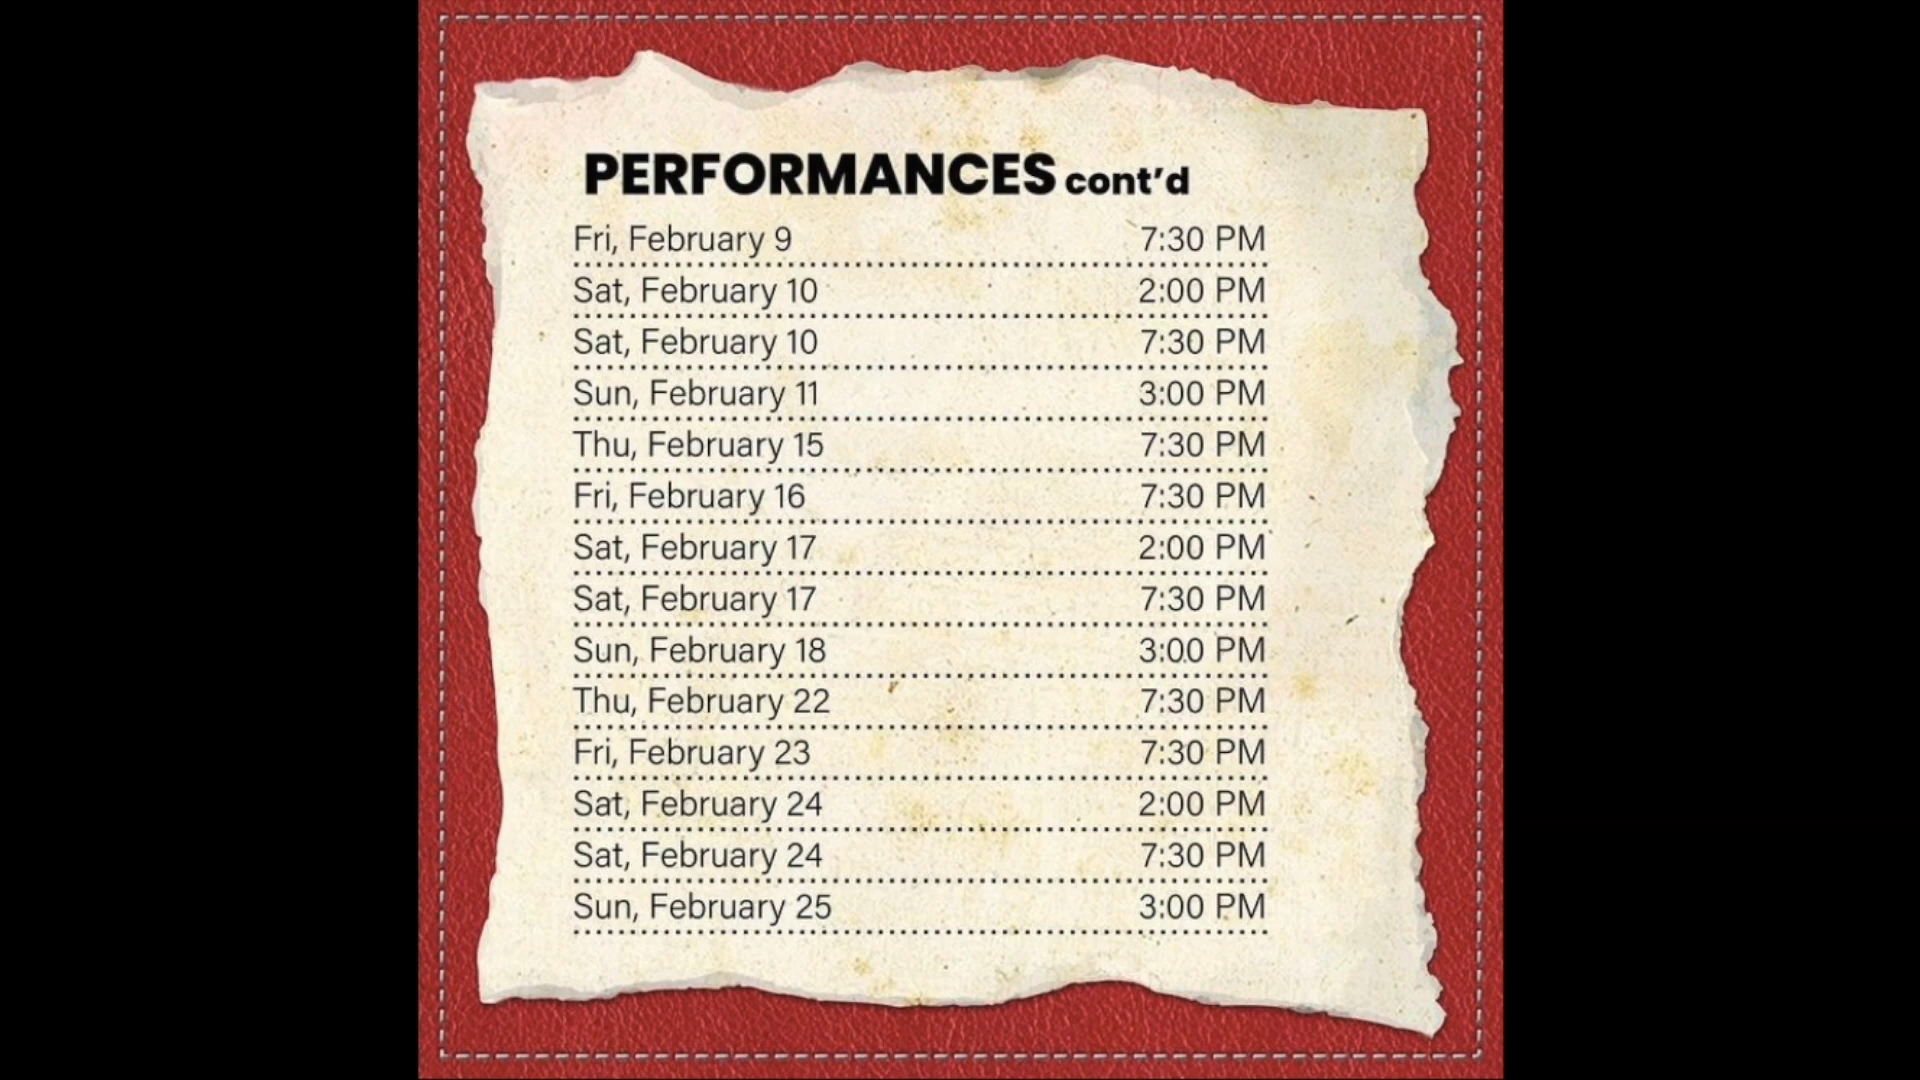 PERFORMANCES cont’d
Fri, February 9 7:30 PM
Sat, February 10 2:00 PM
Sat, February 10 7:30 PM
Sun, February 11 3:00 PM
Thu, February 15 7:30 PM
Fri, February 16 7:30 PM
Sat, February 17 2:00 PM
Sat, February 17 7:30 PM
Sun, February 18 3:00 PM
Thu, February 22 7:30 PM
Fri, February 23 7:30 PM
Sat, February 24 2:00 PM
Sat, February 24 7:30 PM
Sun, February 25 3:00 PM